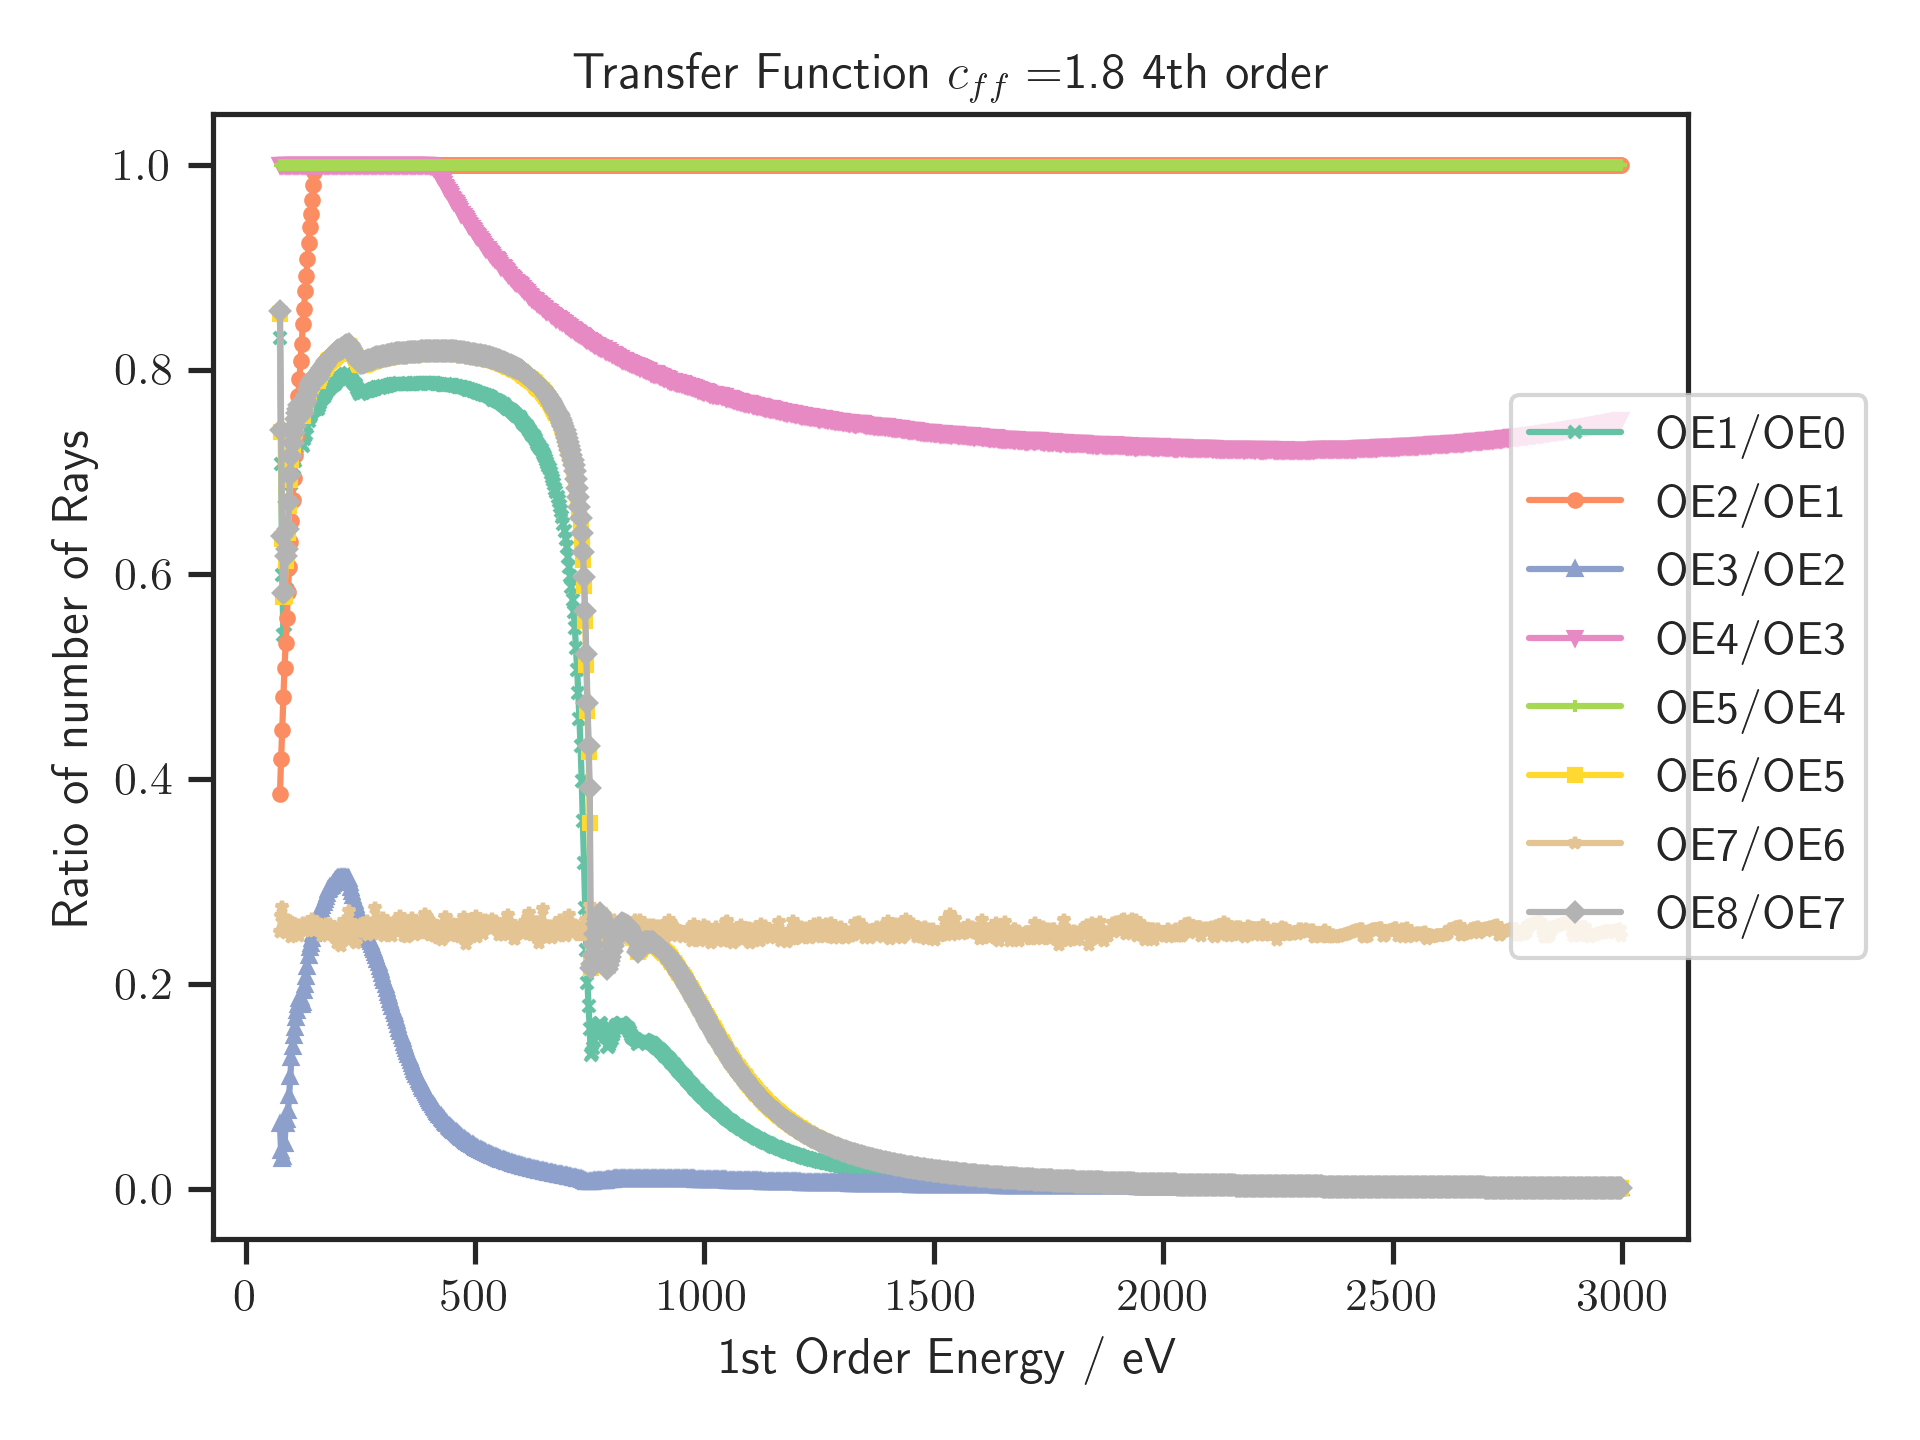 Transfer Function c_ff =1.8 4th order
Ratio of number of Rays
1.0
0.8
0.6
0.4
0.2
0.0
OE1/OE0
OE2/OE1
OE3/OE2
OE4/OE3
OE5/OE4
OE6/OE5
OE7/OE6
OE8/OE7
0 500 1000 1500 2000 2500 3000
1st Order Energy / eV